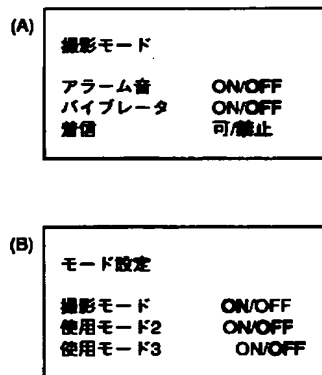 (A)
撮影モード
アラーム音 ON/OFF
バイブレータ ON/OFF
着信 可/禁止
(B)
モード設定
撮影モード ON/OFF
使用モード2 ON/OFF
使用モード3 ON/OFF